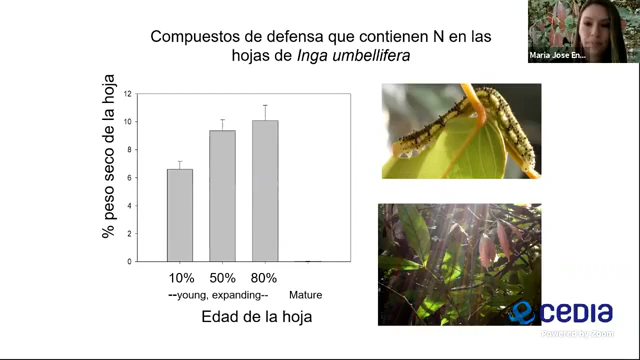 Compuestos de defensa que contienen N en las
hojas de Inga umbellifera
Maria Jose En...
% peso seco de la hoja
12
10
8
6
4
2
0
10% 50% 80%
--young, expanding-- Mature
Edad de la hoja
CEDIA
Powered by Zoom